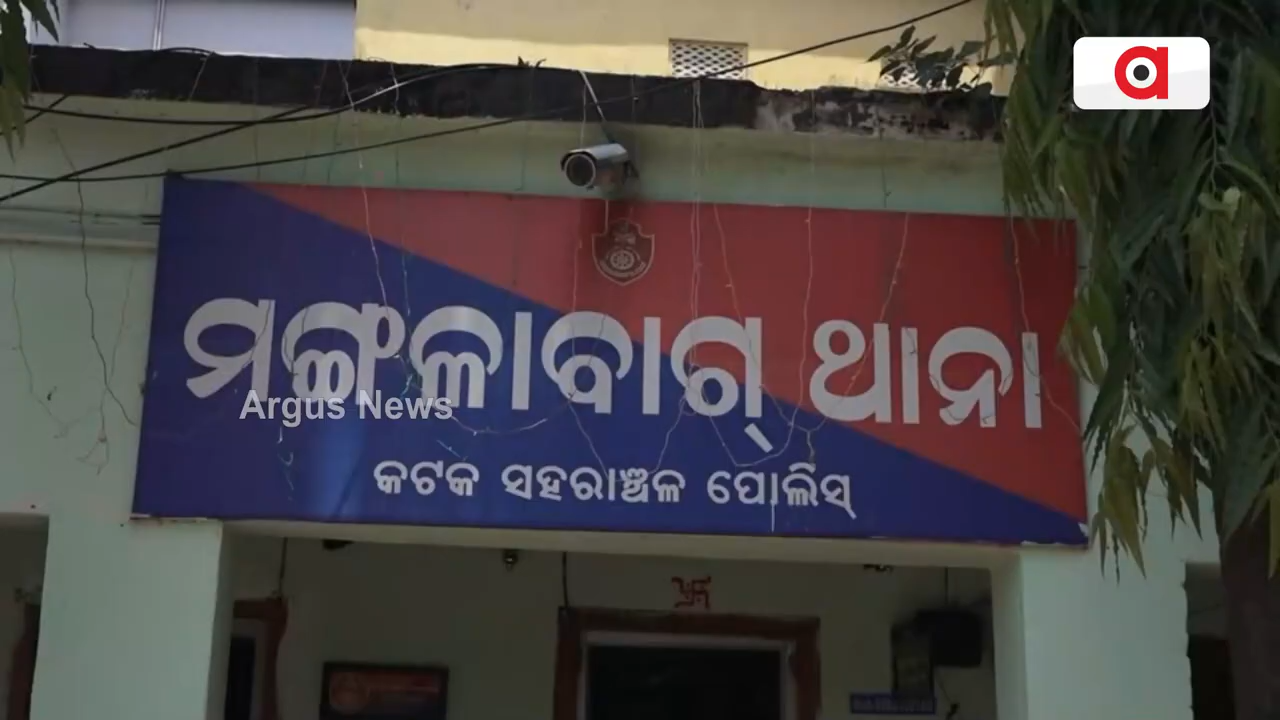 ମଙ୍ଗଳାବାଗ୍ ଥାନା
Argus News
କଟକ ସହରାଞ୍ଚଳ ପୋଲିସ୍